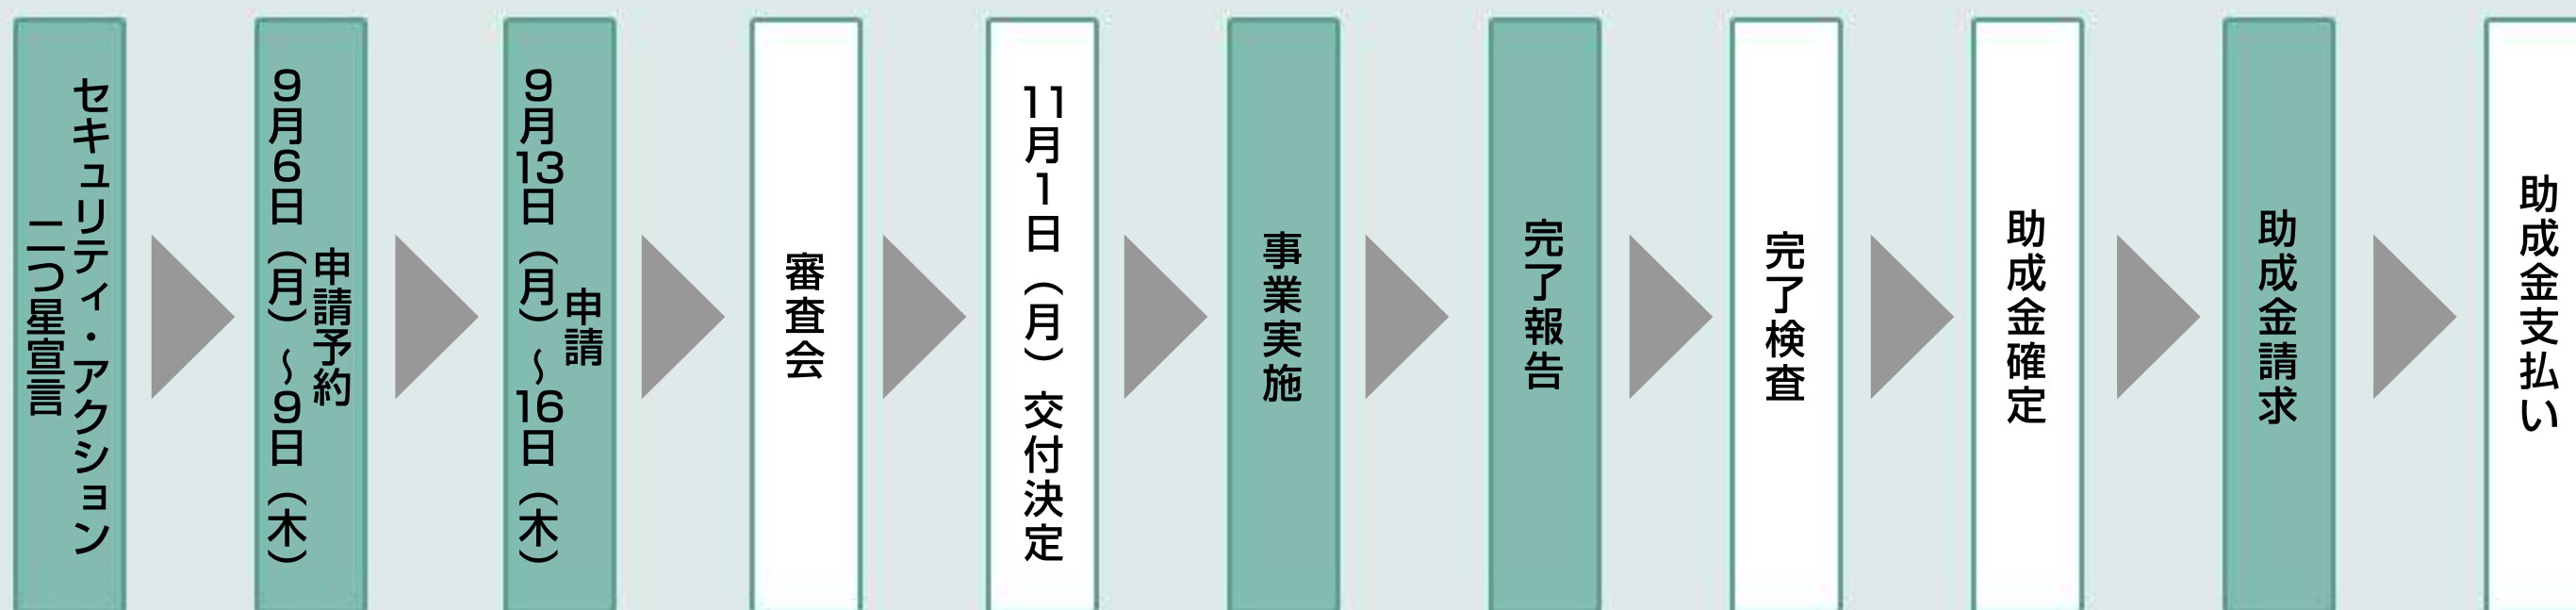 セキュリティ・アクション
二つ星宣言
申請予約
9月6日（月）～9日（木）
申請
9月13日（月）～16日（木）
審査会
11月1日（月）交付決定
事業実施
完了報告
完了検査
助成金確定
助成金請求
助成金支払い